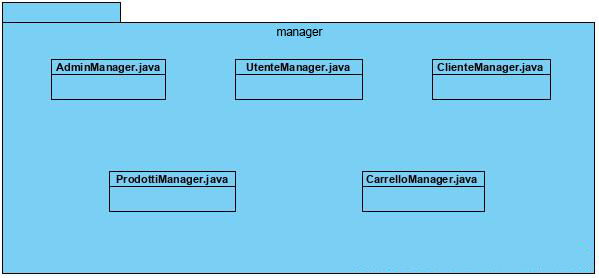 manager
AdminManager.java
UtenteManager.java
ClienteManager.java
ProdottiManager.java
CarrelloManager.java